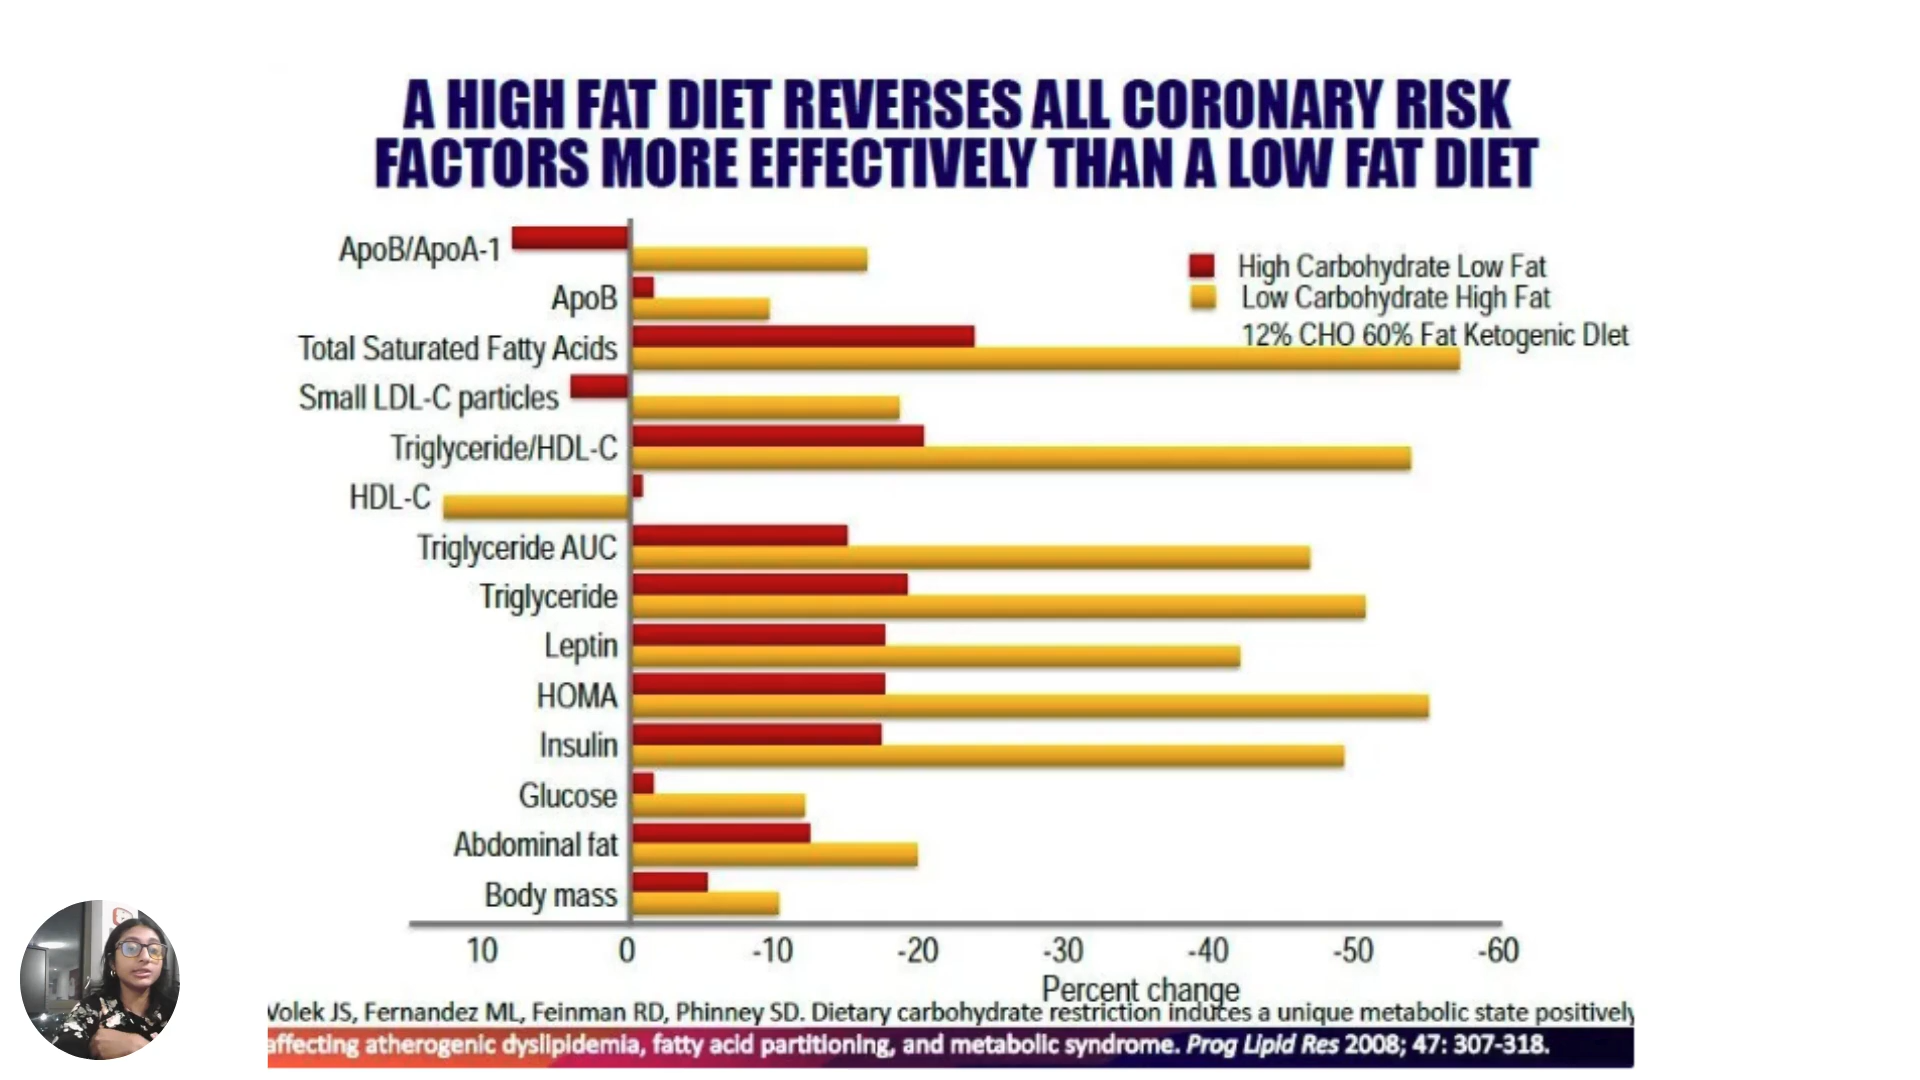 A HIGH FAT DIET REVERSES ALL CORONARY RISK
FACTORS MORE EFFECTIVELY THAN A LOW FAT DIET
ApoB/ApoA-1
ApoB
Total Saturated Fatty Acids
Small LDL-C particles
Triglyceride/HDL-C
HDL-C
Triglyceride AUC
Triglyceride
Leptin
HOMA
Insulin
Glucose
Abdominal fat
Body mass
High Carbohydrate Low Fat
Low Carbohydrate High Fat
12% CHO 60% Fat Ketogenic DIet
10 0 -10 -20 -30 -40 -50 -60
Percent change
Volek JS, Fernandez ML, Feinman RD, Phinney SD. Dietary carbohydrate restriction induces a unique metabolic state positively
affecting atherogenic dyslipidemia, fatty acid partitioning, and metabolic syndrome. Prog Lipid Res 2008; 47: 307-318.